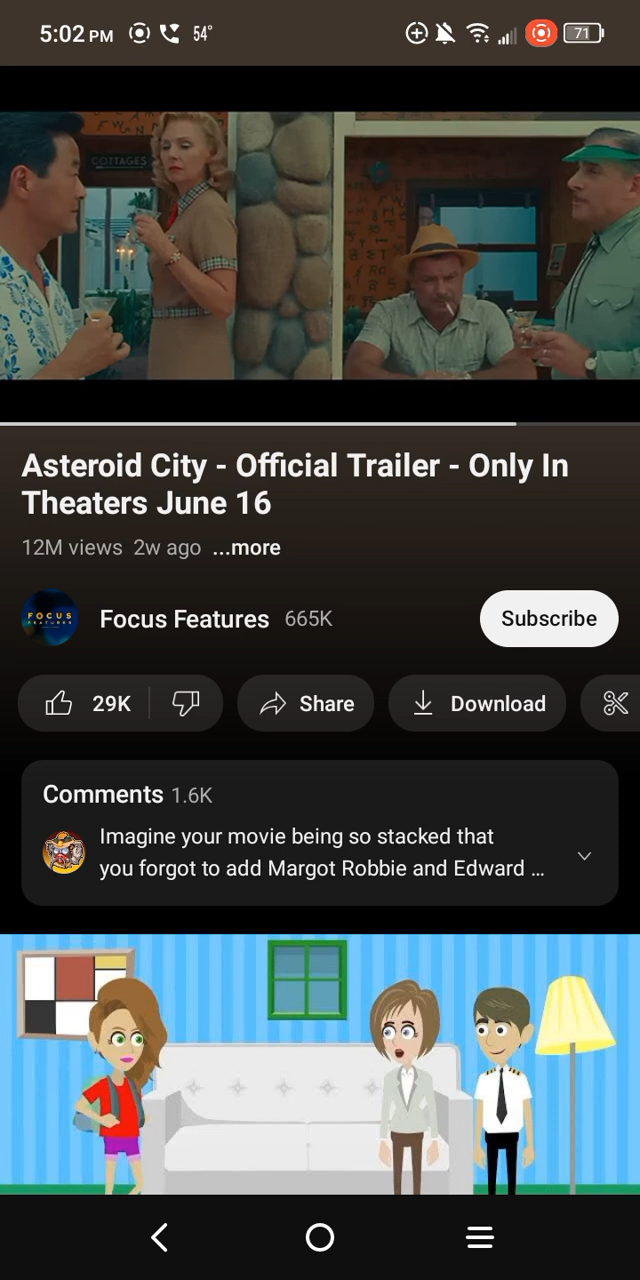 5:02 PM 54°
71
COTTAGES
Asteroid City - Official Trailer - Only In
Theaters June 16
12M views 2w ago ...more
FOCUS
FEATURES
Focus Features 665K
Subscribe
29K
Share
Download
Comments 1.6K
Imagine your movie being so stacked that
you forgot to add Margot Robbie and Edward ...